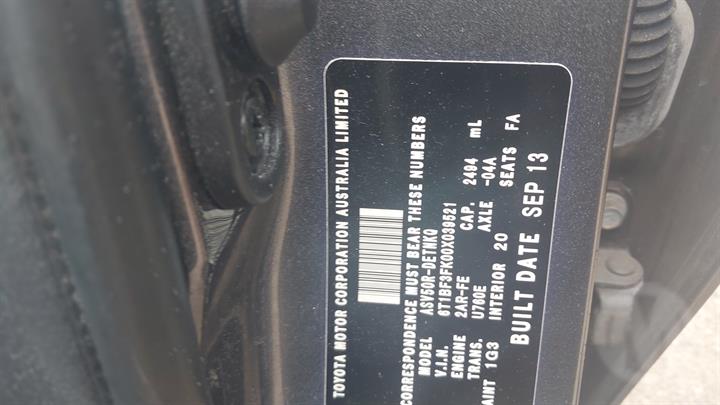 TOYOTA MOTOR CORPORATION AUSTRALIA LIMITED
CORRESPONDENCE MUST BEAR THESE NUMBERS
MODEL ASV50R-DETNKQ
V.I.N. 6T1BF3FK00X039521
ENGINE 2AR-FE CAP. 2494 mL
TRANS. U760E AXLE -04A
AINT 1G3 INTERIOR 20 SEATS FA
BUILT DATE SEP 13